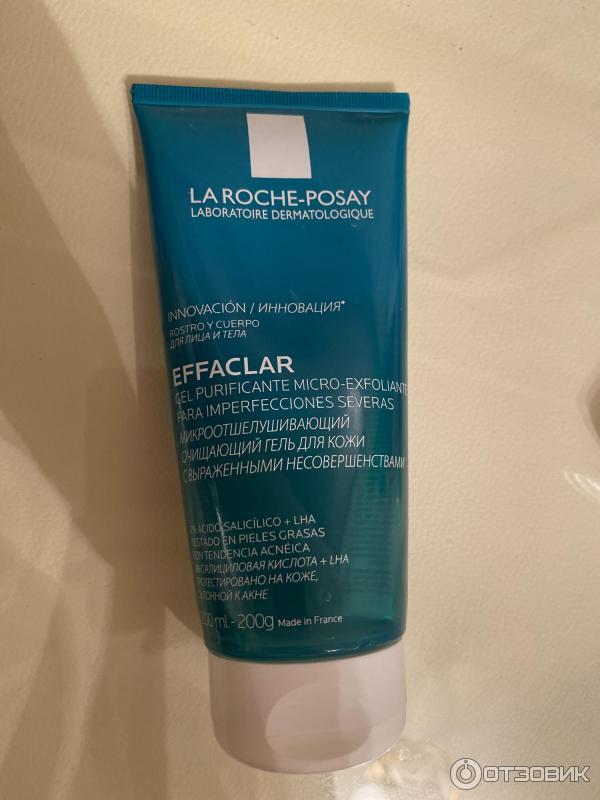 LA ROCHE-POSAY
LABORATOIRE DERMATOLOGIQUE
INNOVACIÓN / ИННОВАЦИЯ*
ROSTRO Y CUERPO
ДЛЯ ЛИЦА И ТЕЛА
EFFACLAR
GEL PURIFICANTE MICRO-EXFOLIANTE
PARA IMPERFECCIONES SEVERAS
МИКРООТШЕЛУШИВАЮЩИЙ
ОЧИЩАЮЩИЙ ГЕЛЬ ДЛЯ КОЖИ
С ВЫРАЖЕННЫМИ НЕСОВЕРШЕНСТВАМИ
ÁCIDO SALICÍLICO + LHA
TESTADO EN PIELES GRASAS
CON TENDENCIA ACNÉICA
САЛИЦИЛОВАЯ КИСЛОТА + LHA
ПРОТЕСТИРОВАНО НА КОЖЕ,
СКЛОННОЙ К АКНЕ
200 ml - 200g Made in France
ОТЗОВИК